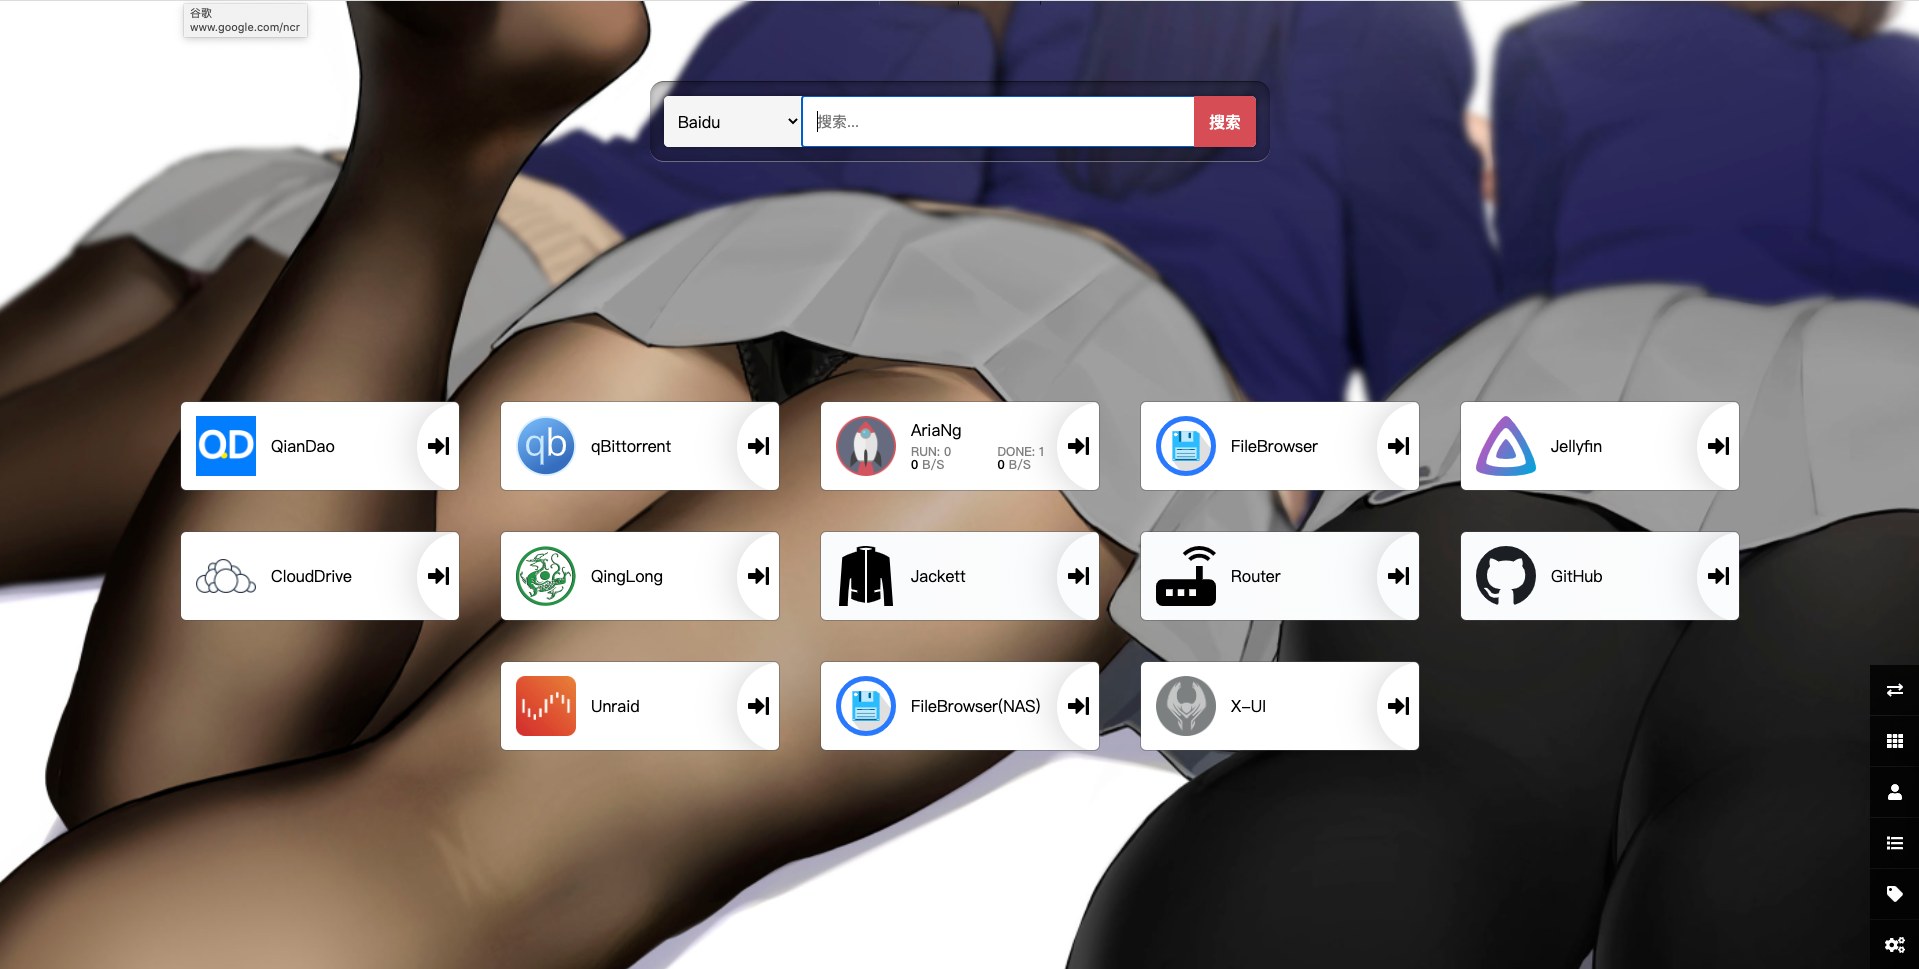 谷歌
www.google.com/ncr
Baidu
搜索...
搜索
QD
QianDao
qb
qBittorrent
AriaNg
RUN: 0
DONE: 1
0 B/S
0 B/S
FileBrowser
Jellyfin
CloudDrive
QingLong
Jackett
Router
GitHub
Unraid
FileBrowser(NAS)
X-UI